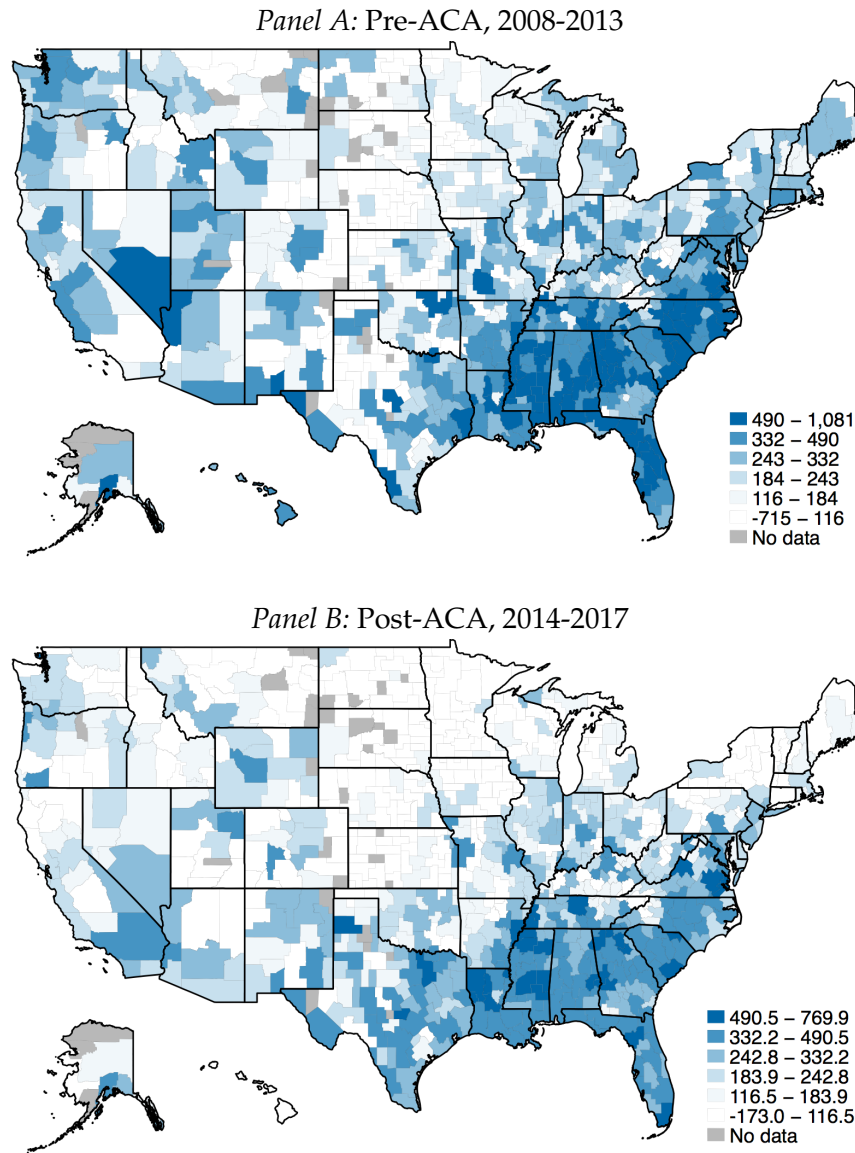 Panel A: Pre-ACA, 2008-2013
490 – 1,081
332 – 490
243 – 332
184 – 243
116 – 184
-715 – 116
No data
Panel B: Post-ACA, 2014-2017
490.5 – 769.9
332.2 – 490.5
242.8 – 332.2
183.9 – 242.8
116.5 – 183.9
-173.0 – 116.5
No data